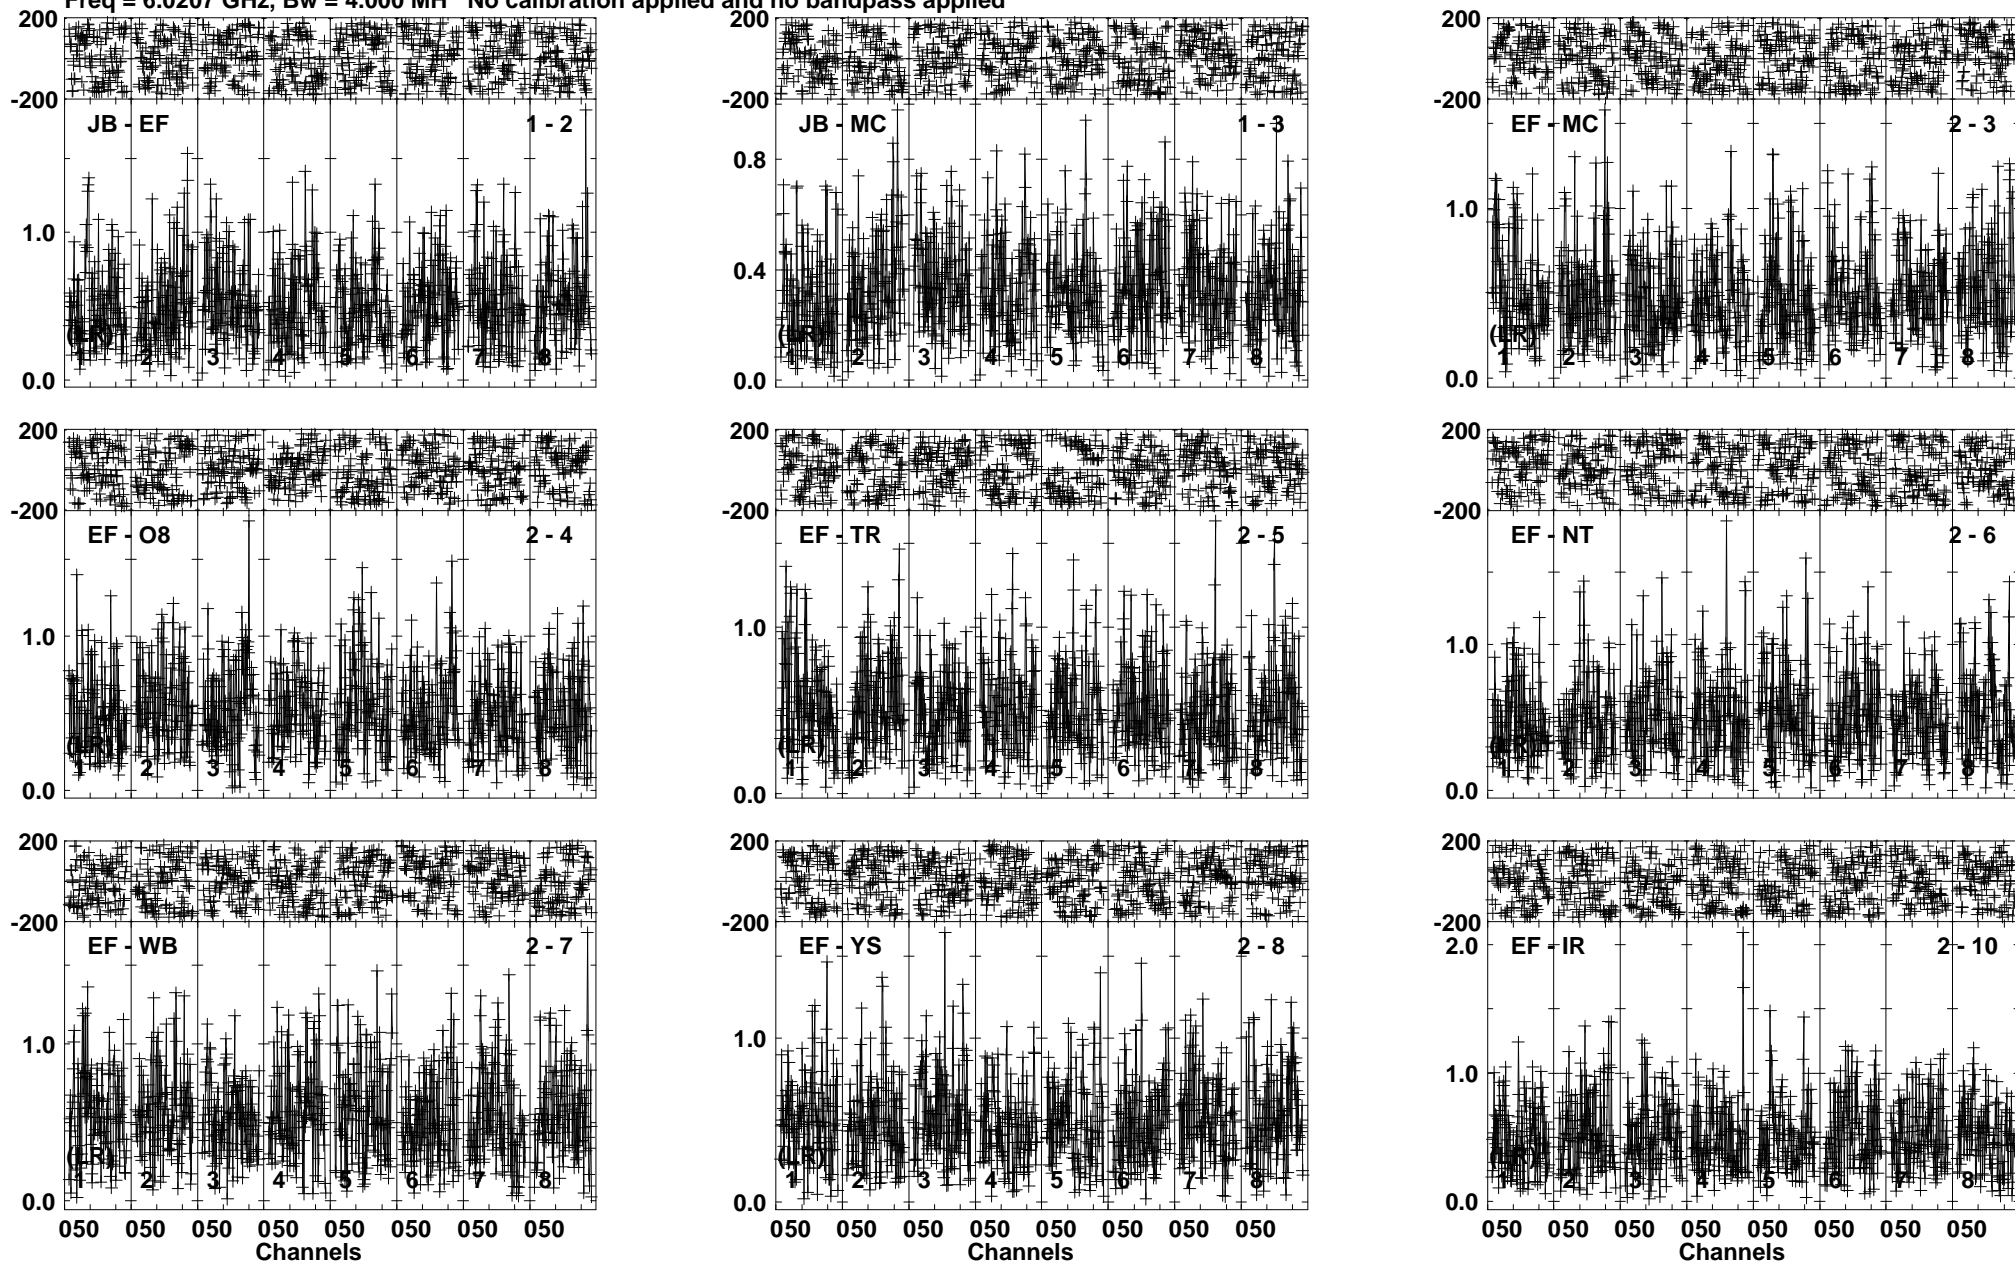 Freq = 6.0207 GHz, Bw = 4.000 MH No calibration applied and no bandpass applied
200 200 200
-200 -200 -200
JB - EF 1 - 2 JB - MC 1 - 3 EF - MC 2 - 3
0.8
1.0 1.0
0.4
(LR) (LR) (LR)
1 2 3 4 5 6 7 8 1 2 3 4 5 6 7 8 1 2 3 4 5 6 7 8
0.0 0.0 0.0
200 200 200
-200 -200 -200
EF - O8 2 - 4 EF - TR 2 - 5 EF - NT 2 - 6
1.0 1.0 1.0
(LR) (LR) (LR)
1 2 3 4 5 6 7 8 1 2 3 4 5 6 7 8 1 2 3 4 5 6 7 8
0.0 0.0 0.0
200 200 200
-200 -200 -200
EF - WB 2 - 7 EF - YS 2 - 8 2.0 EF - IR 2 - 10
1.0 1.0 1.0
(LR) (LR) (LR)
1 2 3 4 5 6 7 8 1 2 3 4 5 6 7 8 1 2 3 4 5 6 7 8
0.0 0.0 0.0
050 050 050 050 050 050 050 050 050 050 050 050 050 050 050 050 050 050 050 050 050 050 050 050
Channels Channels Channels